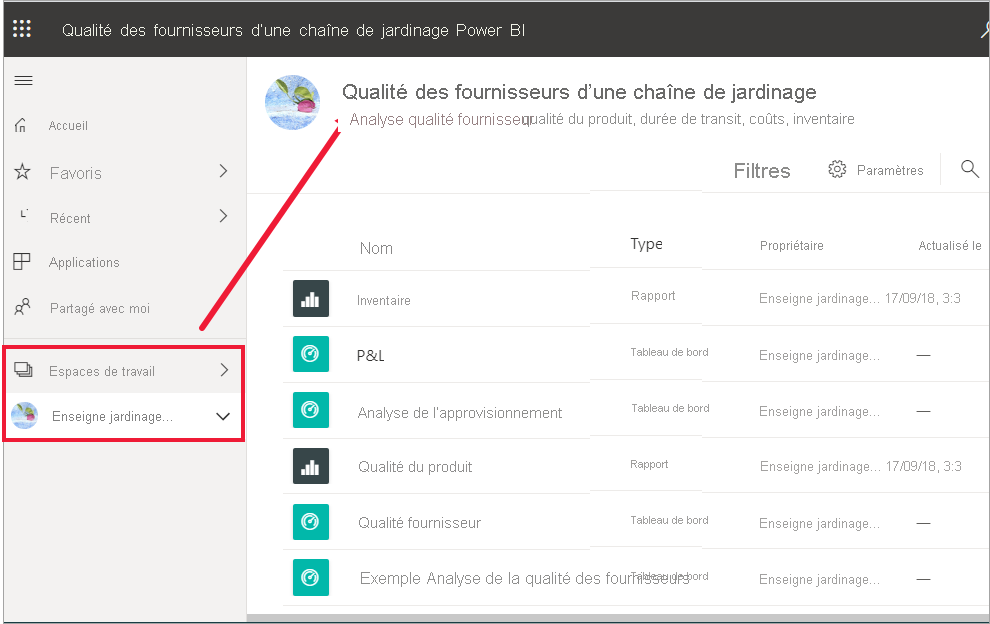 Qualité des fournisseurs d'une chaîne de jardinage Power BI
Accueil
Favoris
Récent
Applications
Partagé avec moi
Espaces de travail
Enseigne jardinage...
Qualité des fournisseurs d'une chaîne de jardinage
Analyse qualité fournisseur qualité du produit, durée de transit, coûts, inventaire
Filtres Paramètres
Nom Type Propriétaire Actualisé le
Inventaire Rapport Enseigne jardinage... 17/09/18, 3:3
P&L Tableau de bord Enseigne jardinage... —
Analyse de l'approvisionnement Tableau de bord Enseigne jardinage... —
Qualité du produit Rapport Enseigne jardinage... 17/09/18, 3:3
Qualité fournisseur Tableau de bord Enseigne jardinage... —
Exemple Analyse de la qualité des fournisseurs Tableau de bord Enseigne jardinage... —